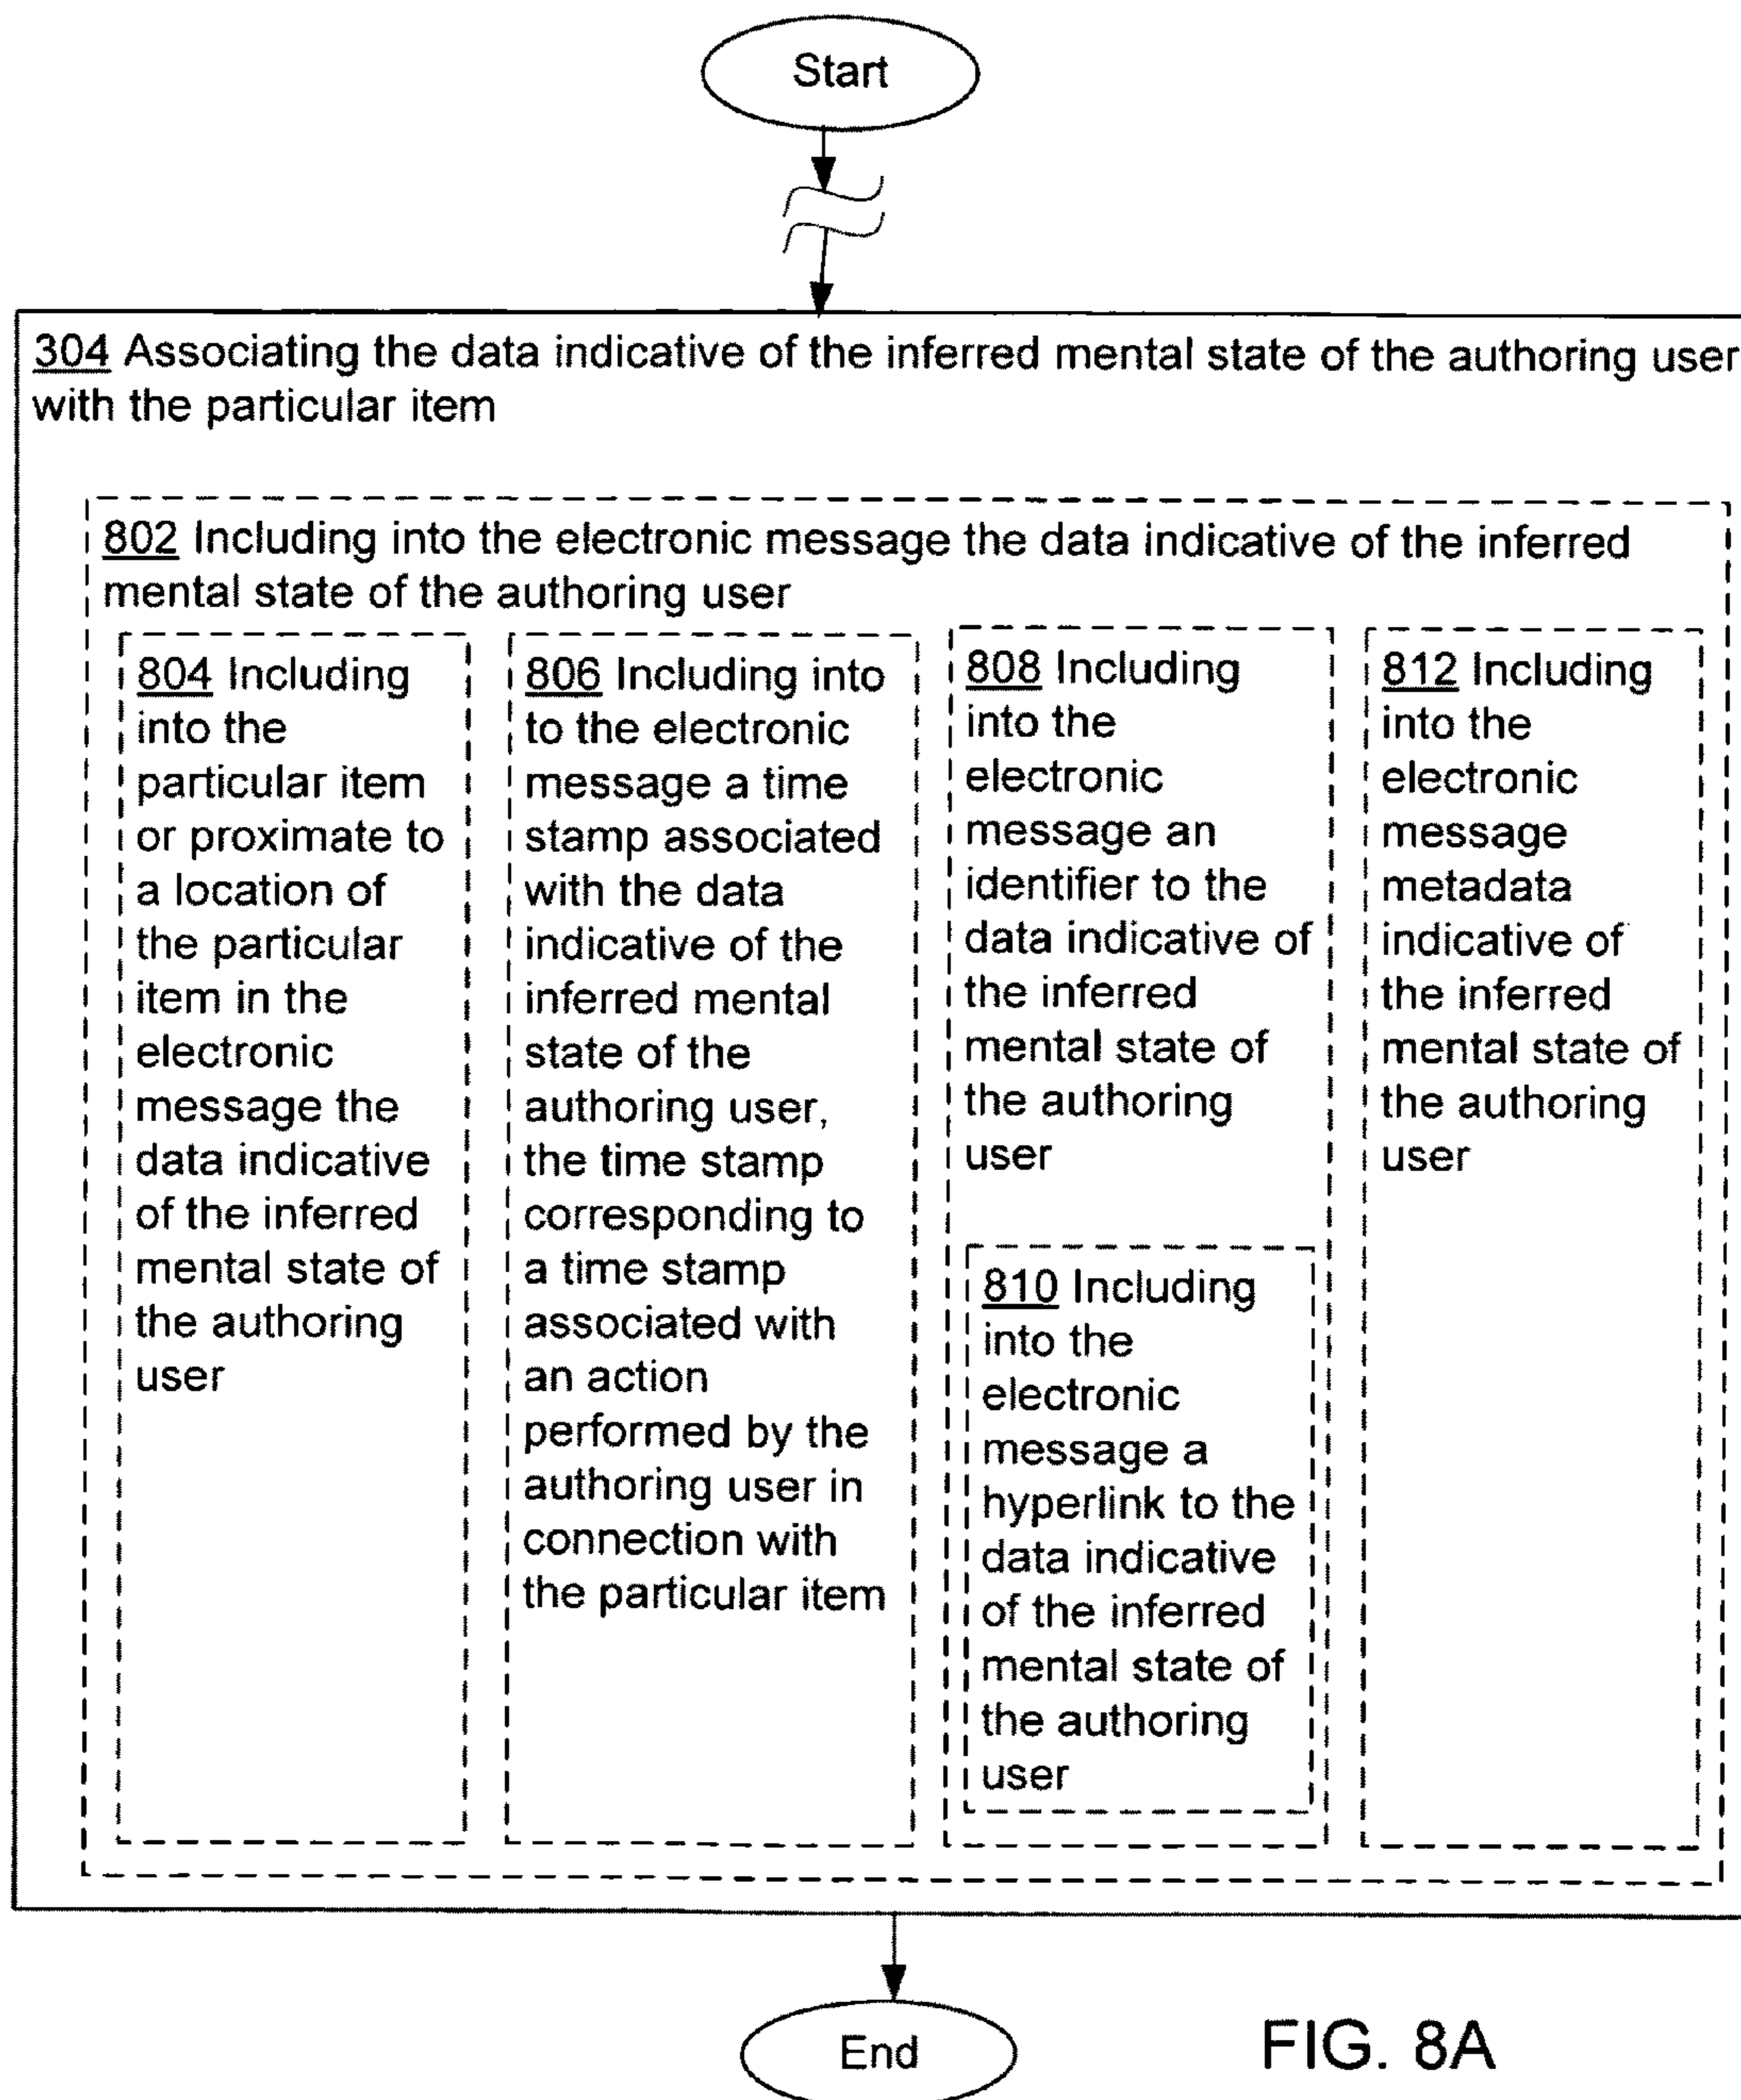 Start
304 Associating the data indicative of the inferred mental state of the authoring user
with the particular item
802 Including into the electronic message the data indicative of the inferred
mental state of the authoring user
804 Including
into the
particular item
or proximate to
a location of
the particular
item in the
electronic
message the
data indicative
of the inferred
mental state of
the authoring
user
806 Including into
to the electronic
message a time
stamp associated
with the data
indicative of the
inferred mental
state of the
authoring user,
the time stamp
corresponding to
a time stamp
associated with
an action
performed by the
authoring user in
connection with
the particular item
808 Including
into the
electronic
message an
identifier to the
data indicative of
the inferred
mental state of
the authoring
user
810 Including
into the
electronic
message a
hyperlink to the
data indicative
of the inferred
mental state of
the authoring
user
812 Including
into the
electronic
message
metadata
indicative of
the inferred
mental state of
the authoring
user
End
FIG. 8A